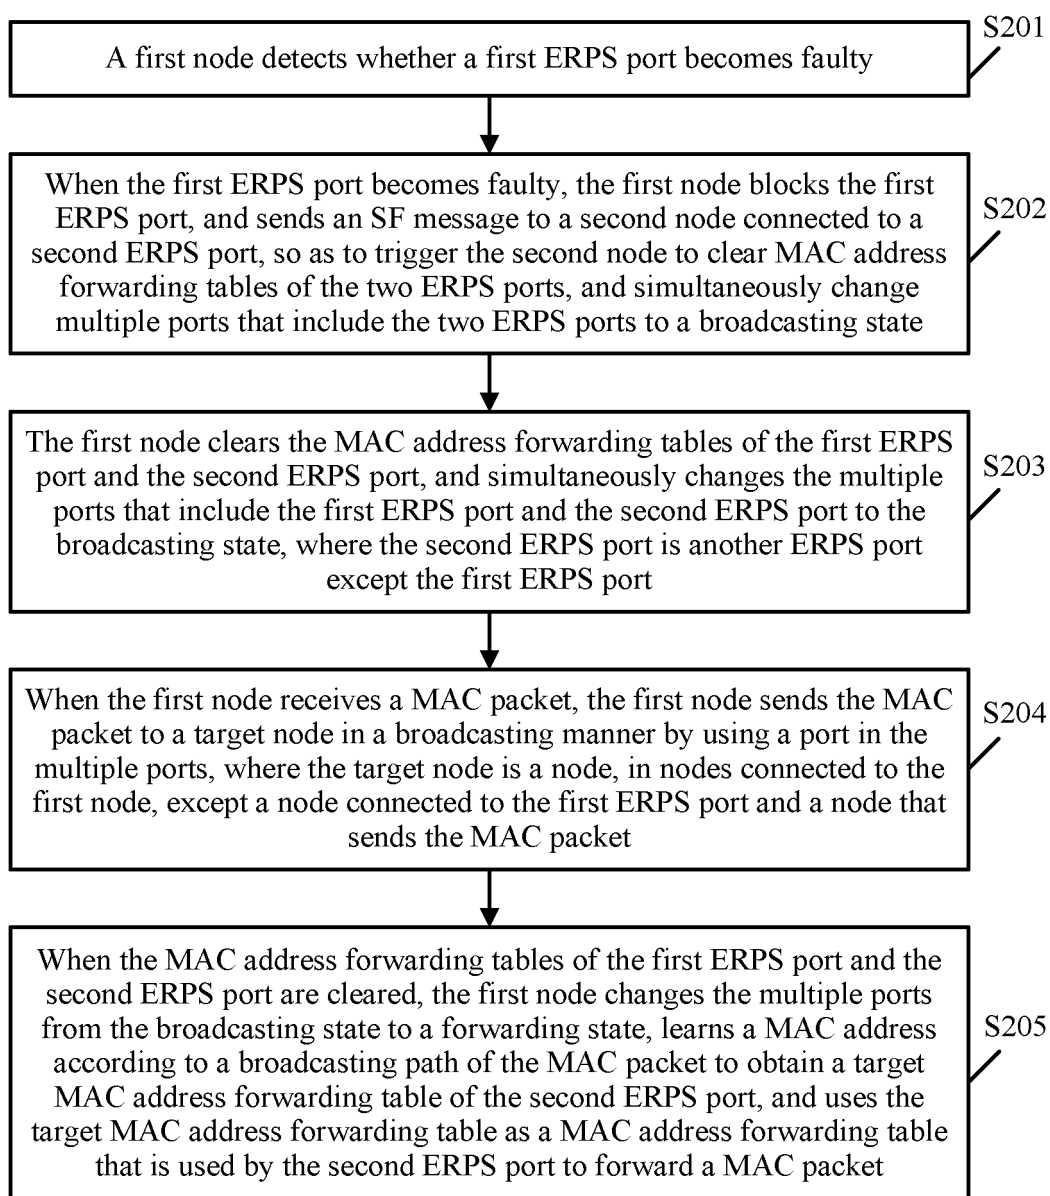 S201
A first node detects whether a first ERPS port becomes faulty
S202
When the first ERPS port becomes faulty, the first node blocks the first
ERPS port, and sends an SF message to a second node connected to a
second ERPS port, so as to trigger the second node to clear MAC address
forwarding tables of the two ERPS ports, and simultaneously change
multiple ports that include the two ERPS ports to a broadcasting state
S203
The first node clears the MAC address forwarding tables of the first ERPS
port and the second ERPS port, and simultaneously changes the multiple
ports that include the first ERPS port and the second ERPS port to the
broadcasting state, where the second ERPS port is another ERPS port
except the first ERPS port
S204
When the first node receives a MAC packet, the first node sends the MAC
packet to a target node in a broadcasting manner by using a port in the
multiple ports, where the target node is a node, in nodes connected to the
first node, except a node connected to the first ERPS port and a node that
sends the MAC packet
S205
When the MAC address forwarding tables of the first ERPS port and the
second ERPS port are cleared, the first node changes the multiple ports
from the broadcasting state to a forwarding state, learns a MAC address
according to a broadcasting path of the MAC packet to obtain a target
MAC address forwarding table of the second ERPS port, and uses the
target MAC address forwarding table as a MAC address forwarding table
that is used by the second ERPS port to forward a MAC packet